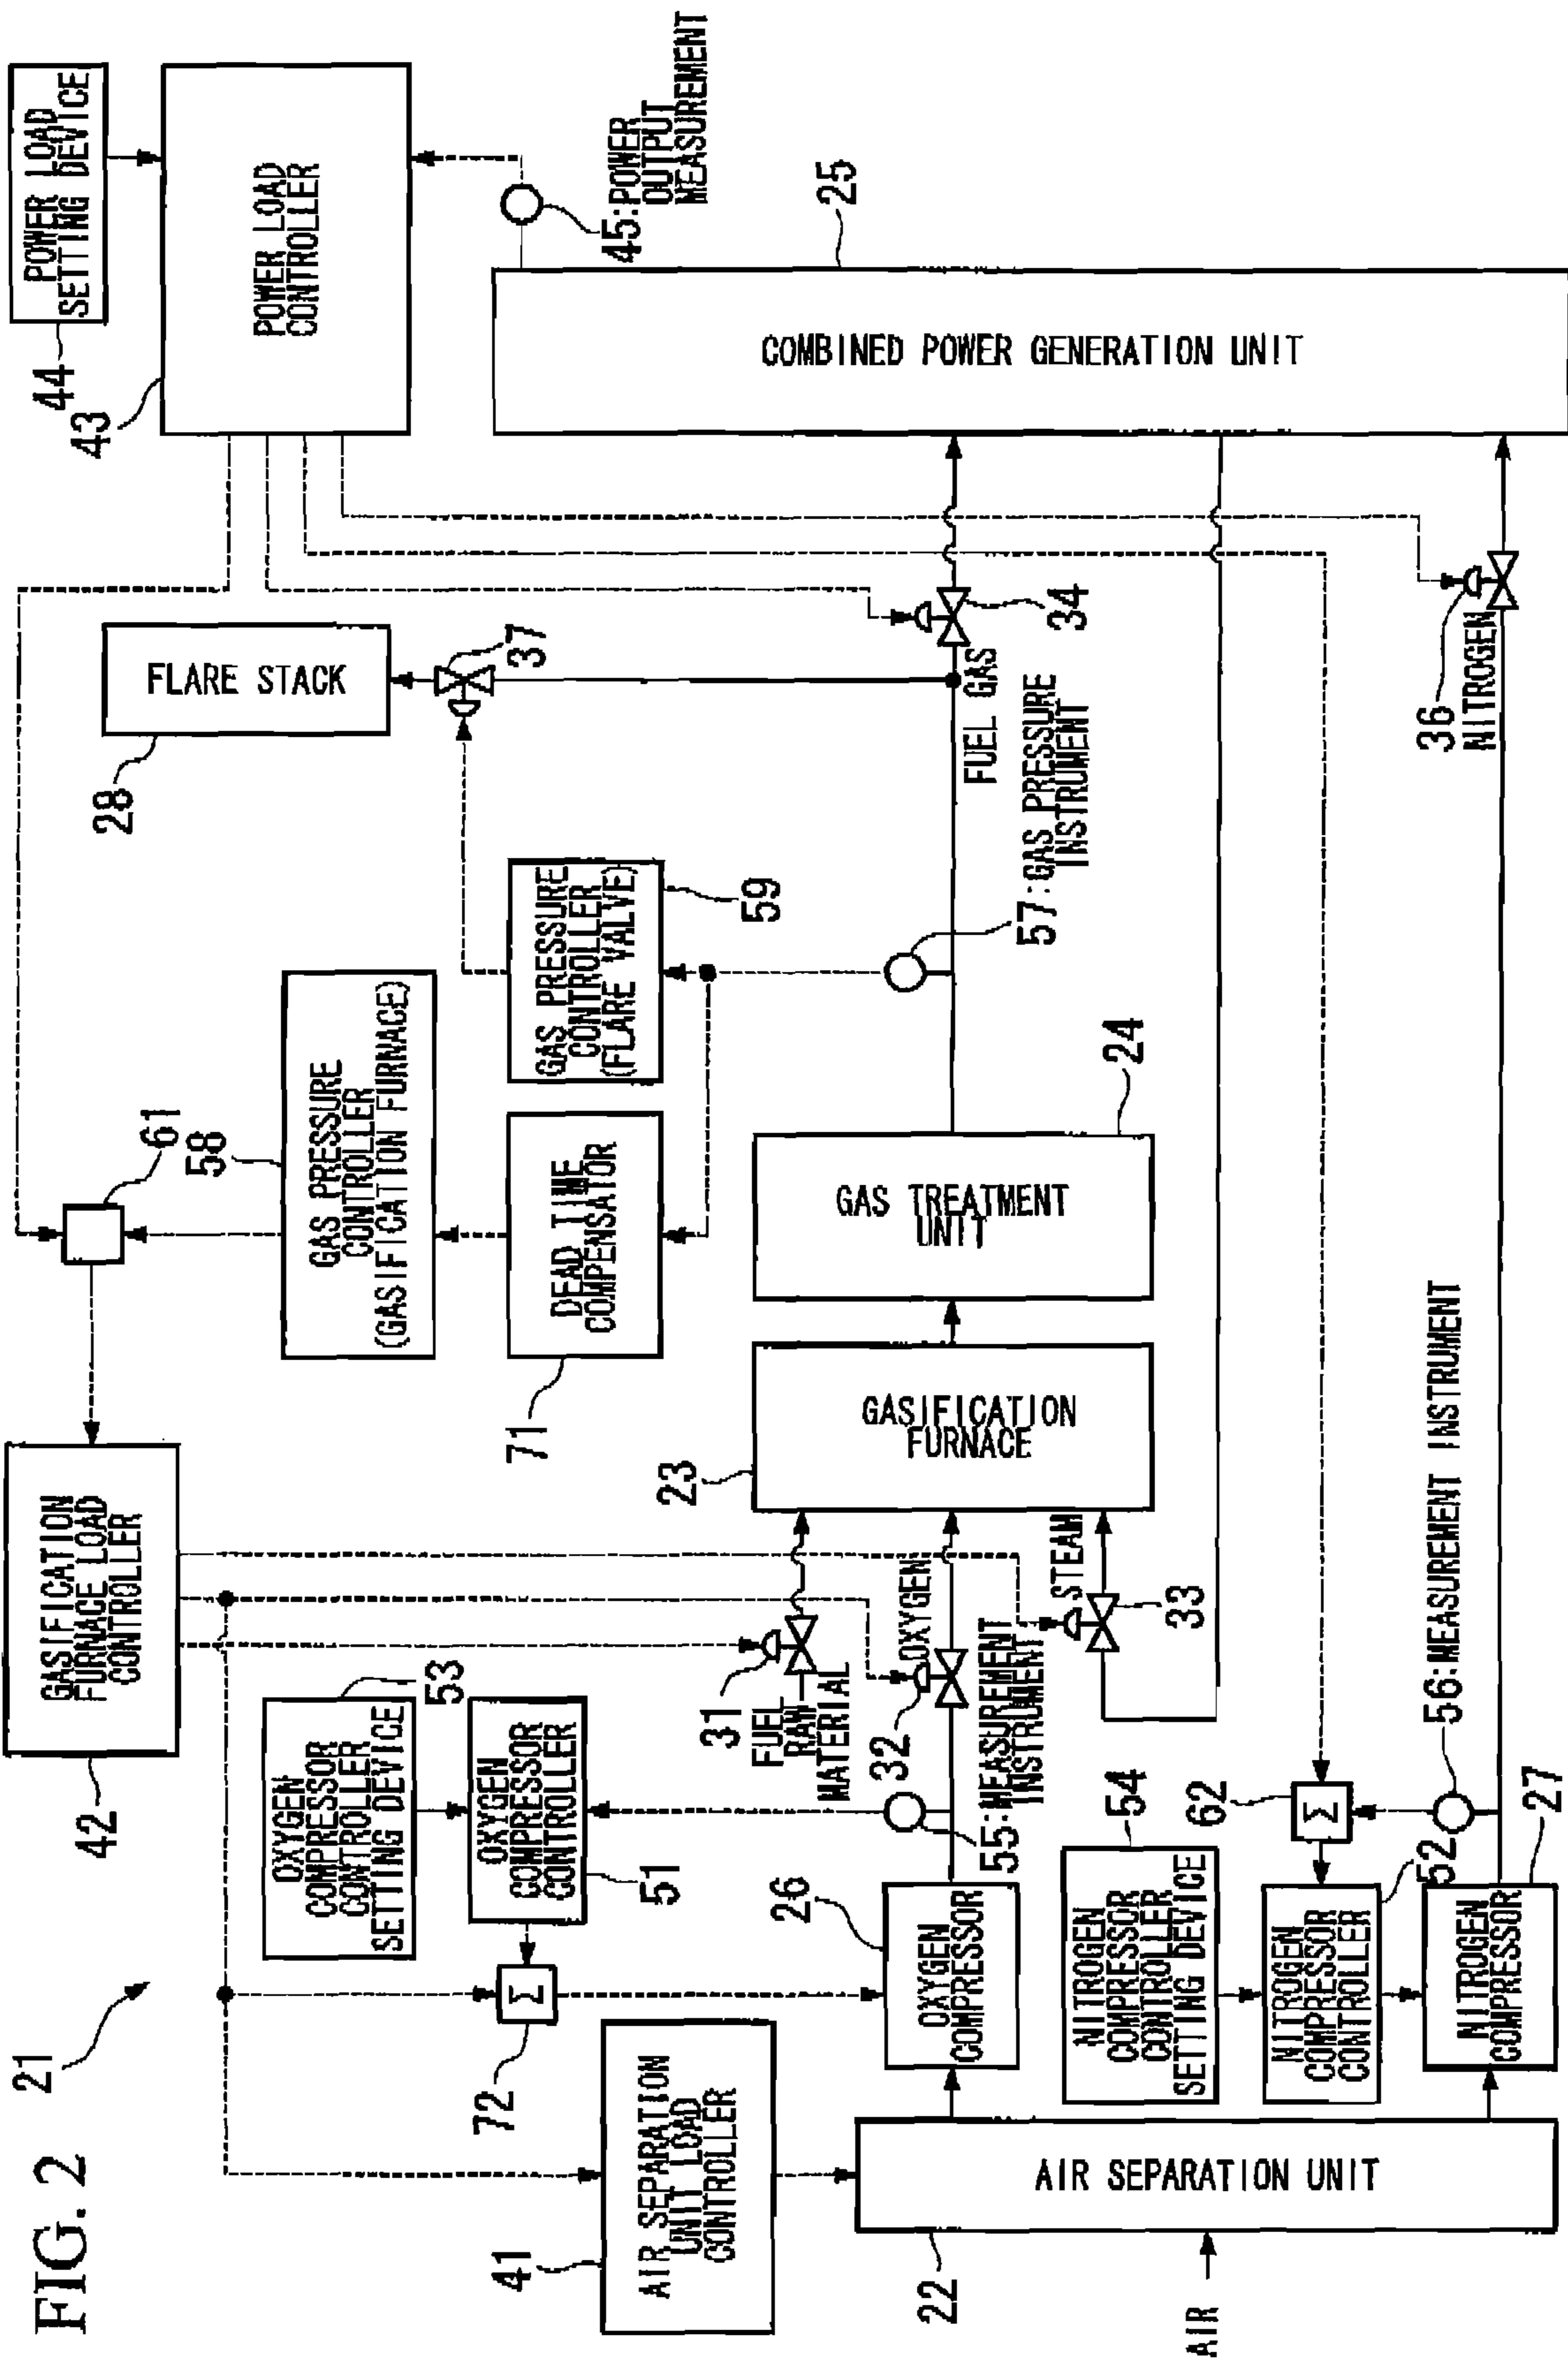 FIG. 2
21
42
GASIFICATION
FURNACE LOAD
CONTROLLER
61
58
GAS PRESSURE
CONTROLLER
(GASIFICATION FURNACE)
28
FLARE STACK
44
POWER LOAD
SETTING DEVICE
43
POWER LOAD
CONTROLLER
45:POWER
OUTPUT
MEASUREMENT
53
OXYGEN
COMPRESSOR
CONTROLLER
SETTING DEVICE
OXYGEN
COMPRESSOR
CONTROLLER
51
72
Σ
71
DEAD TIME
COMPENSATOR
GAS PRESSURE
CONTROLLER
(FLARE VALVE)
59
37
41
AIR SEPARATION
UNIT LOAD
CONTROLLER
26
OXYGEN
COMPRESSOR
31
FUEL
RAW
MATERIAL
32
OXYGEN
55:MEASUREMENT
INSTRUMENT
23
GASIFICATION
FURNACE
GAS TREATMENT
UNIT
24
57:GAS PRESSURE
INSTRUMENT
FUEL GAS
34
25
COMBINED POWER GENERATION UNIT
STEAM
33
22
AIR SEPARATION UNIT
AIR
54
NITROGEN
COMPRESSOR
CONTROLLER
SETTING DEVICE
62
Σ
52
NITROGEN
COMPRESSOR
CONTROLLER
NITROGEN
COMPRESSOR
27
56:MEASUREMENT INSTRUMENT
36
NITROGEN